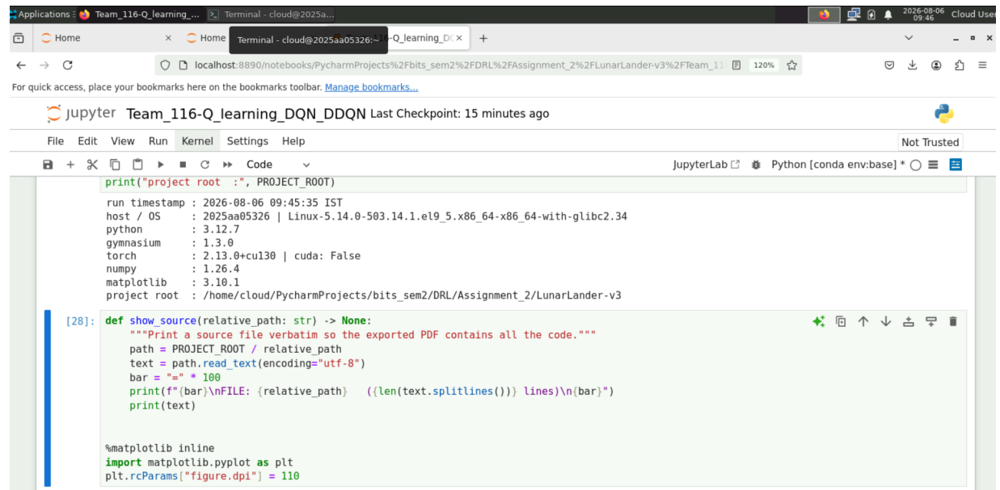 Applications Team_116-Q_learning_... Terminal - cloud@2025a... 2026-08-06 09:46 Cloud User
Home Home -Q_learning_D
Terminal - cloud@2025aa05326:~
localhost:8890/notebooks/PycharmProjects%2Fbits_sem2%2FDRL%2FAssignment_2%2FLunarLander-v3%2FTeam_11 120%
For quick access, place your bookmarks here on the bookmarks toolbar. Manage bookmarks...
jupyter Team_116-Q_learning_DQN_DDQN Last Checkpoint: 15 minutes ago
File Edit View Run Kernel Settings Help Not Trusted
Code JupyterLab Python [conda env:base] *
print("project root  :", PROJECT_ROOT)
run timestamp : 2026-08-06 09:45:35 IST
host / OS     : 2025aa05326 | Linux-5.14.0-503.14.1.el9_5.x86_64-x86_64-with-glibc2.34
python        : 3.12.7
gymnasium     : 1.3.0
torch         : 2.13.0+cu130 | cuda: False
numpy         : 1.26.4
matplotlib    : 3.10.1
project root  : /home/cloud/PycharmProjects/bits_sem2/DRL/Assignment_2/LunarLander-v3
[28]: def show_source(relative_path: str) -> None:
    """Print a source file verbatim so the exported PDF contains all the code."""
    path = PROJECT_ROOT / relative_path
    text = path.read_text(encoding="utf-8")
    bar = "=" * 100
    print(f"{bar}\nFILE: {relative_path}   ({len(text.splitlines())} lines)\n{bar}")
    print(text)
%matplotlib inline
import matplotlib.pyplot as plt
plt.rcParams["figure.dpi"] = 110